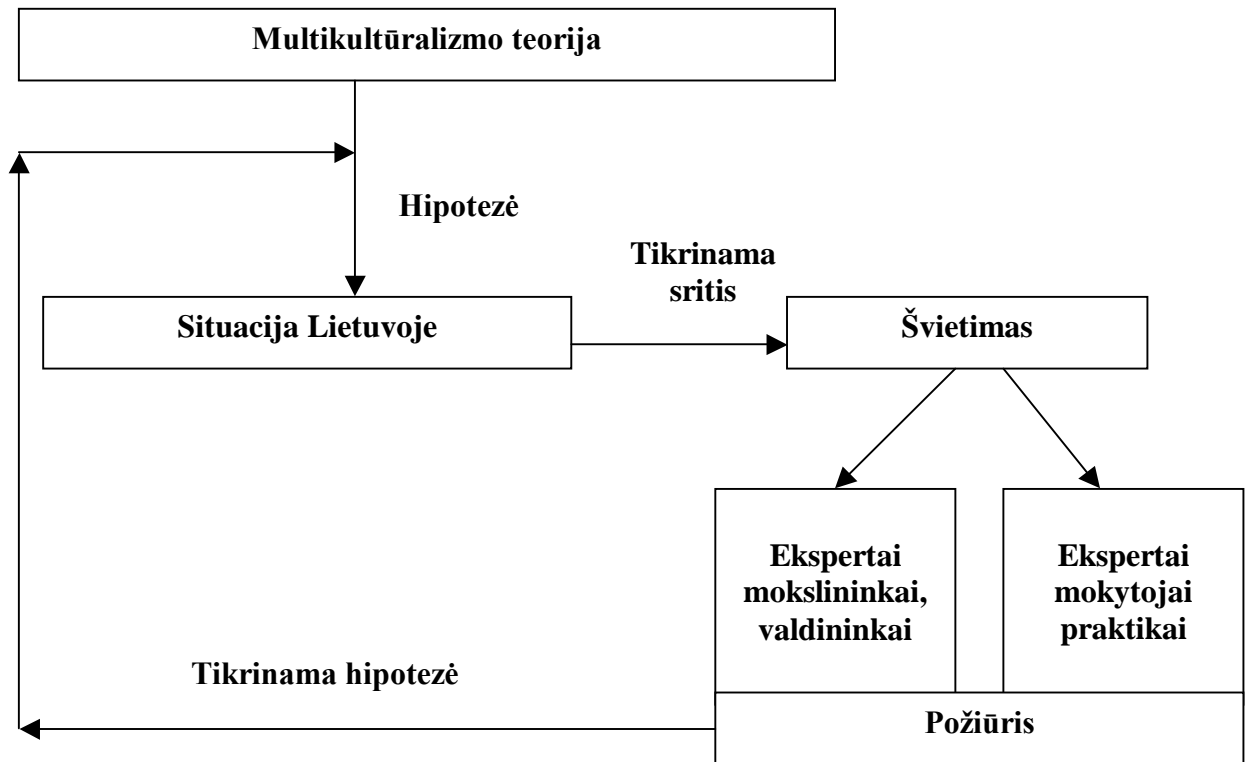 Multikultūralizmo teorija
Hipotezė
Tikrinama
sritis
Situacija Lietuvoje
Švietimas
Ekspertai
mokslininkai,
valdininkai
Ekspertai
mokytojai
praktikai
Tikrinama hipotezė
Požiūris